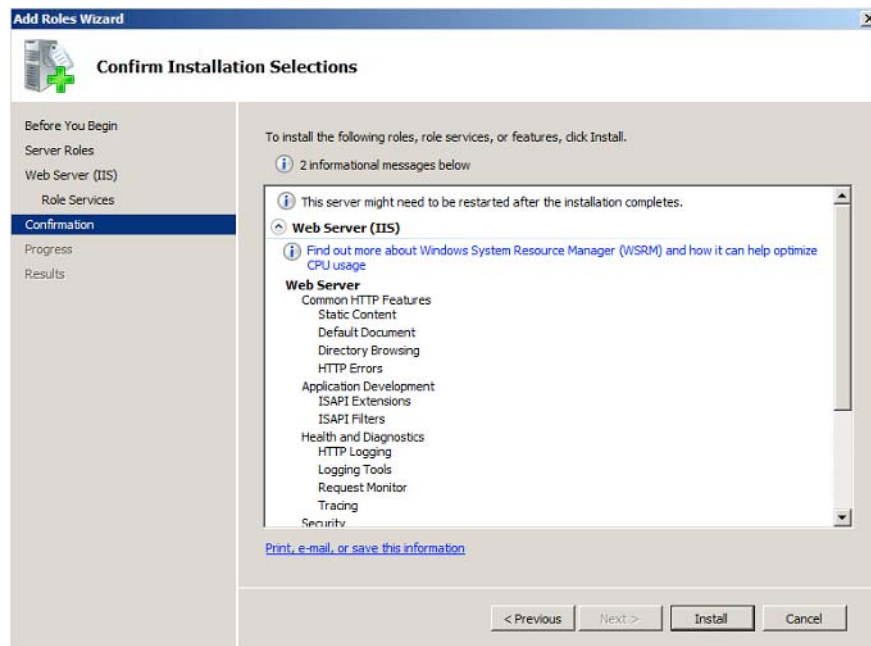 Add Roles Wizard
Confirm Installation Selections
Before You Begin
Server Roles
Web Server (IIS)
Role Services
Confirmation
Progress
Results
To install the following roles, role services, or features, click Install.
2 informational messages below
This server might need to be restarted after the installation completes.
Web Server (IIS)
Find out more about Windows System Resource Manager (WSRM) and how it can help optimize
CPU usage
Web Server
Common HTTP Features
Static Content
Default Document
Directory Browsing
HTTP Errors
Application Development
ISAPI Extensions
ISAPI Filters
Health and Diagnostics
HTTP Logging
Logging Tools
Request Monitor
Tracing
Security
Print, e-mail, or save this information
< Previous
Next >
Install
Cancel